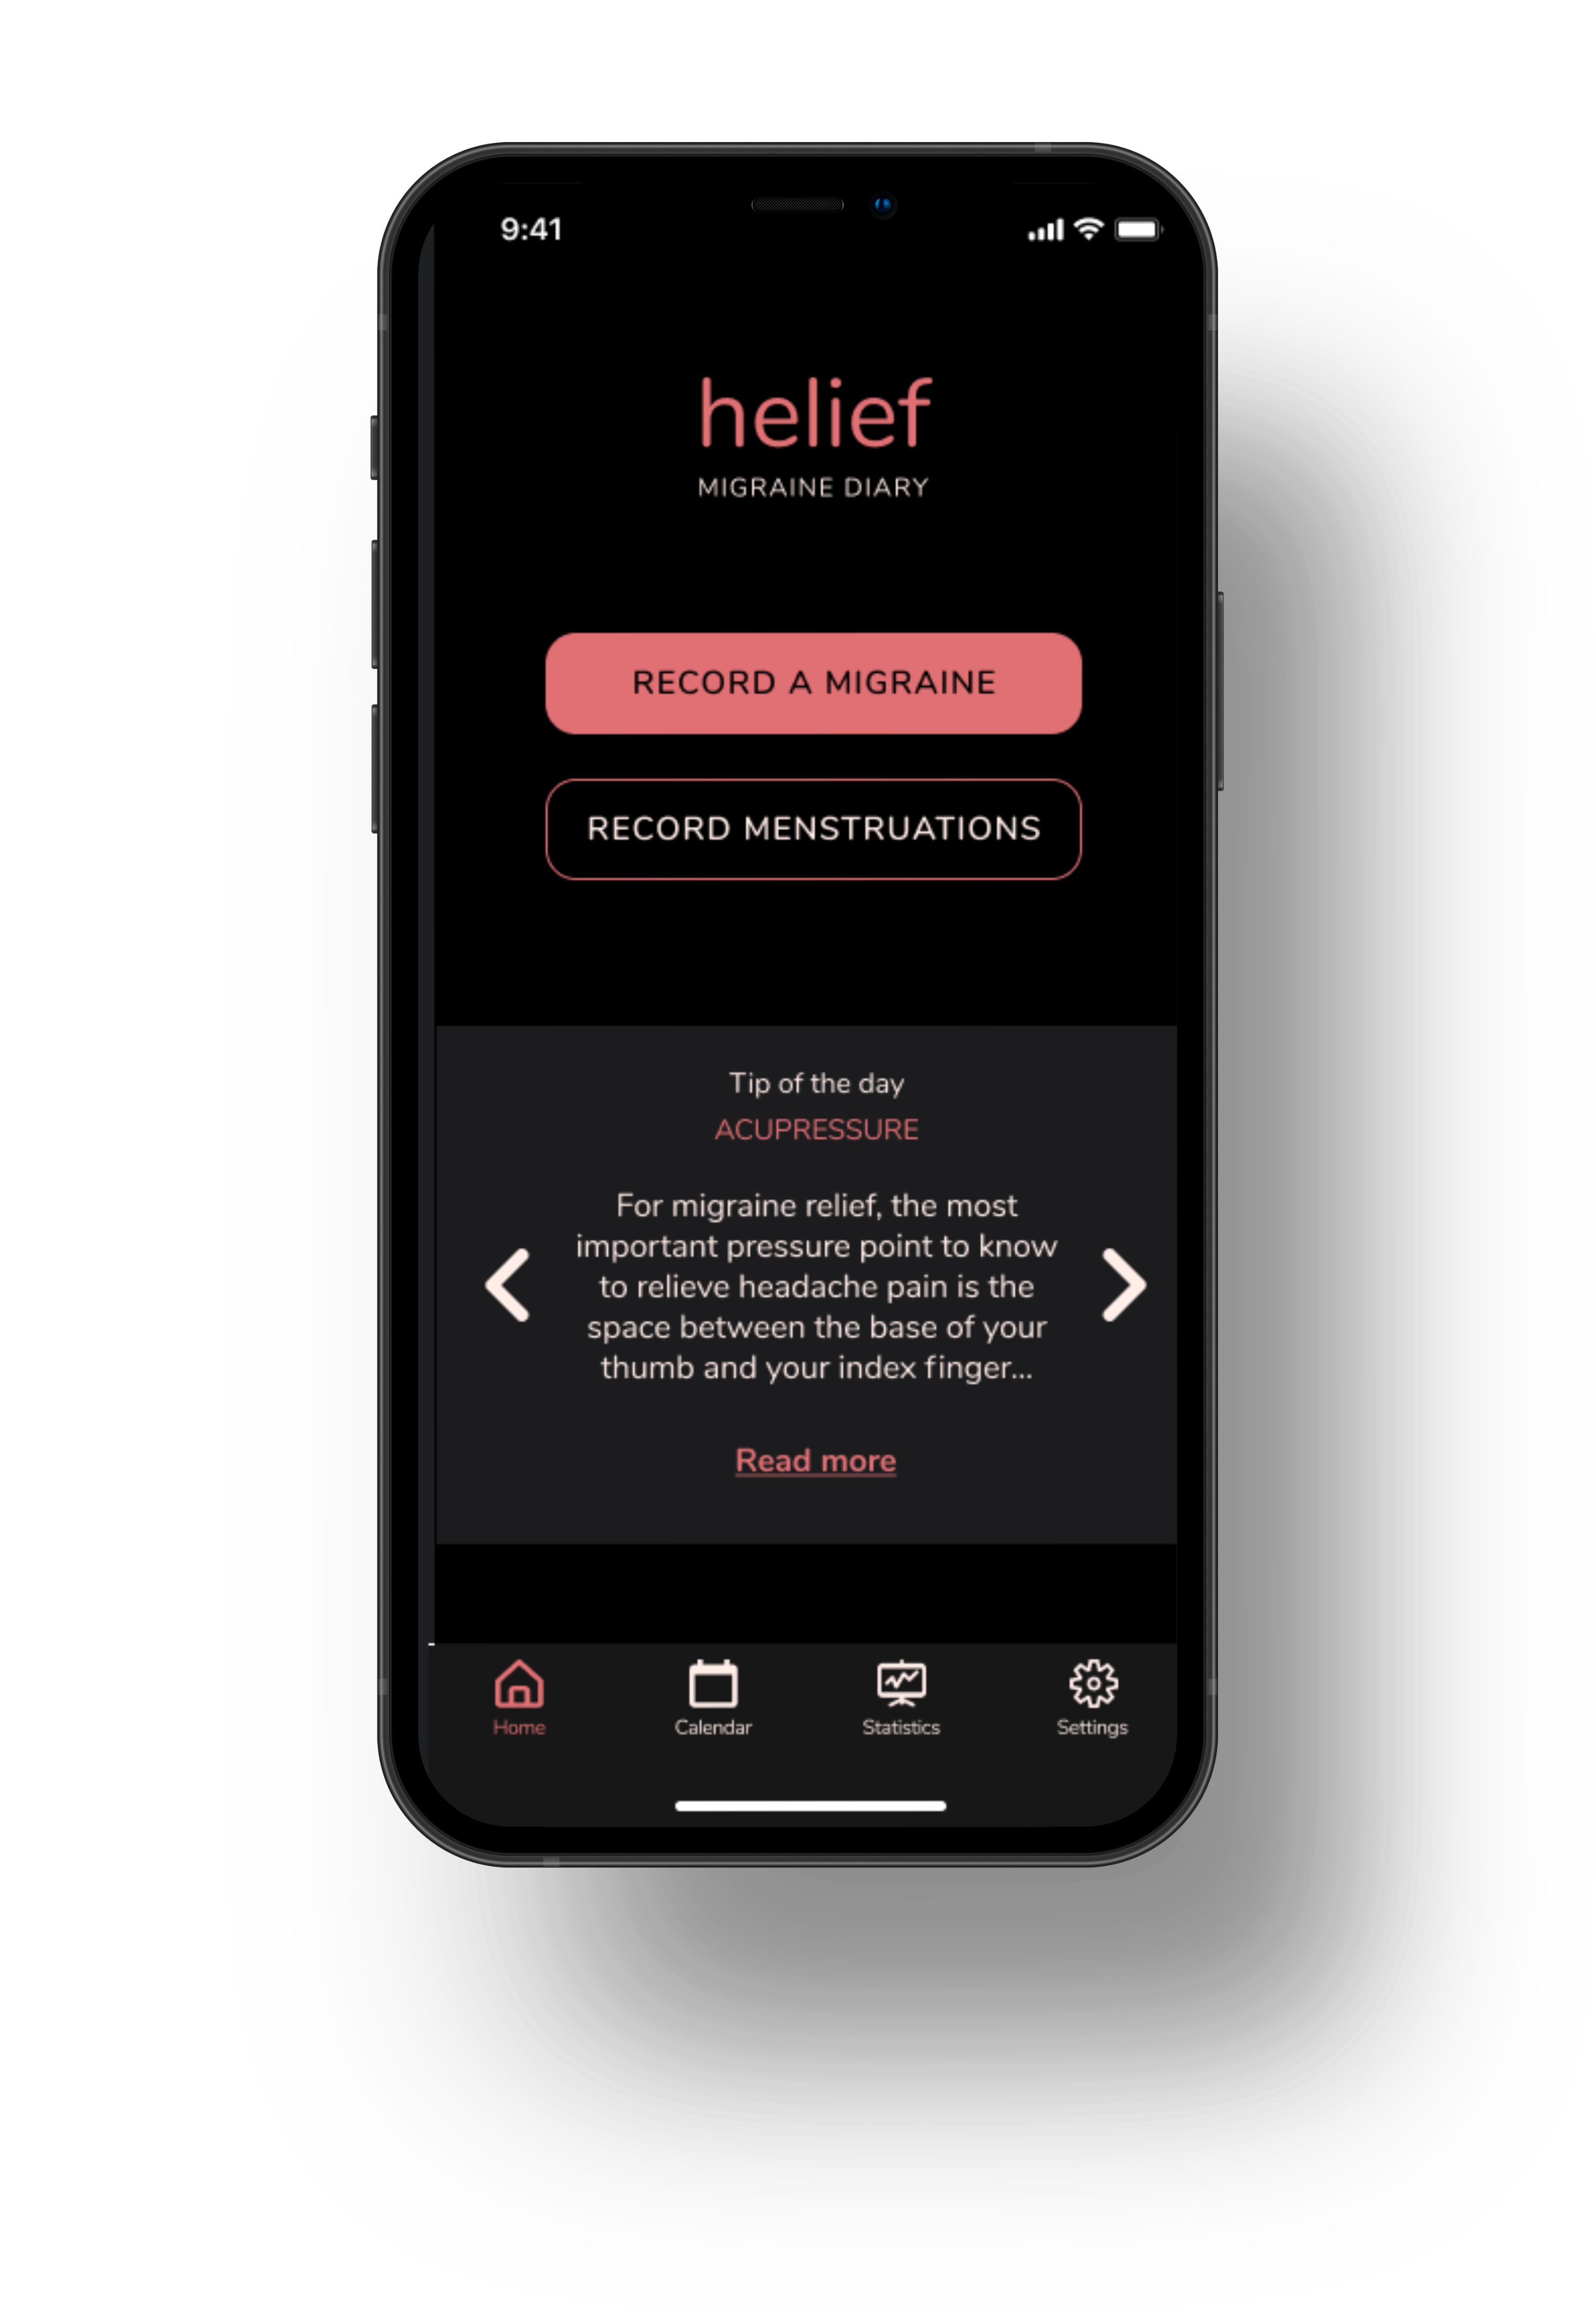 9:41
helief
MIGRAINE DIARY
RECORD A MIGRAINE
RECORD MENSTRUATIONS
Tip of the day
ACUPRESSURE
For migraine relief, the most
important pressure point to know
to relieve headache pain is the
space between the base of your
thumb and your index finger...
Read more
Home Calendar Statistics Settings